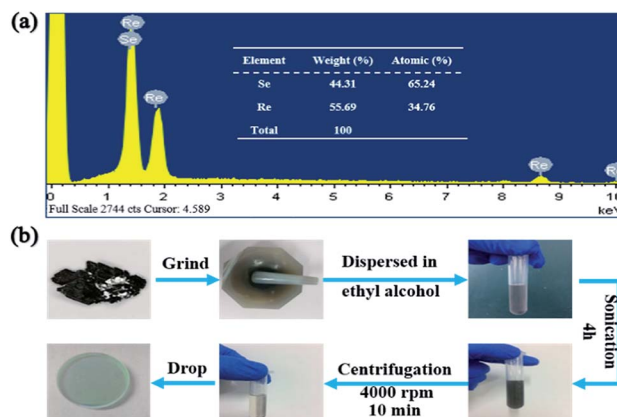 (a)
Re
Se
Re
Element Weight (%) Atomic (%)
Se 44.31 65.24
Re 55.69 34.76
Total 100
Re
0 1 2 3 4 5 6 7 8 9 10
Full Scale 2744 cts Cursor: 4.589
keV
(b)
Grind
Dispersed in
ethyl alcohol
Sonication
4h
Drop
Centrifugation
4000 rpm
10 min